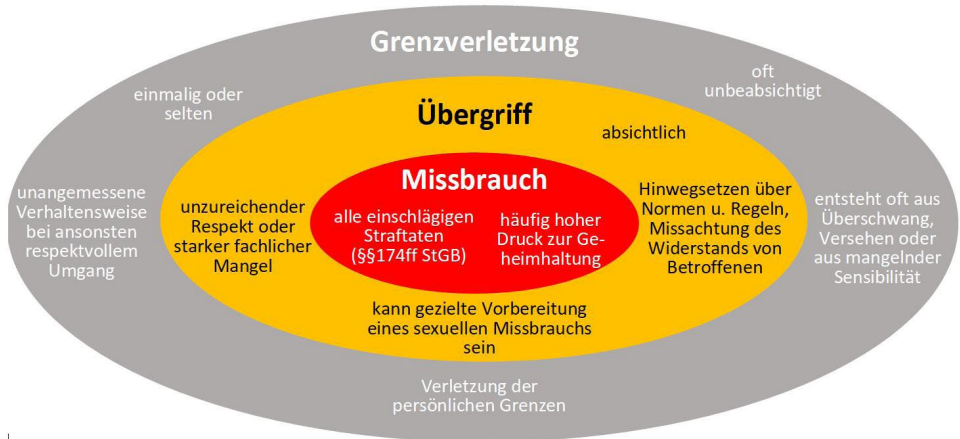 Grenzverletzung
oft
unbeabsichtigt
einmalig oder
selten
unangemessene
Verhaltensweise
bei ansonsten
respektvollem
Umgang
entsteht oft aus
Überschwang,
Versehen oder
aus mangelnder
Sensibilität
Verletzung der
persönlichen Grenzen
Übergriff
absichtlich
unzureichender
Respekt oder
starker fachlicher
Mangel
Hinwegsetzen über
Normen u. Regeln,
Missachtung des
Widerstands von
Betroffenen
kann gezielte Vorbereitung
eines sexuellen Missbrauchs
sein
Missbrauch
alle einschlägigen
Straftaten
(§§174ff StGB)
häufig hoher
Druck zur Ge-
heimhaltung